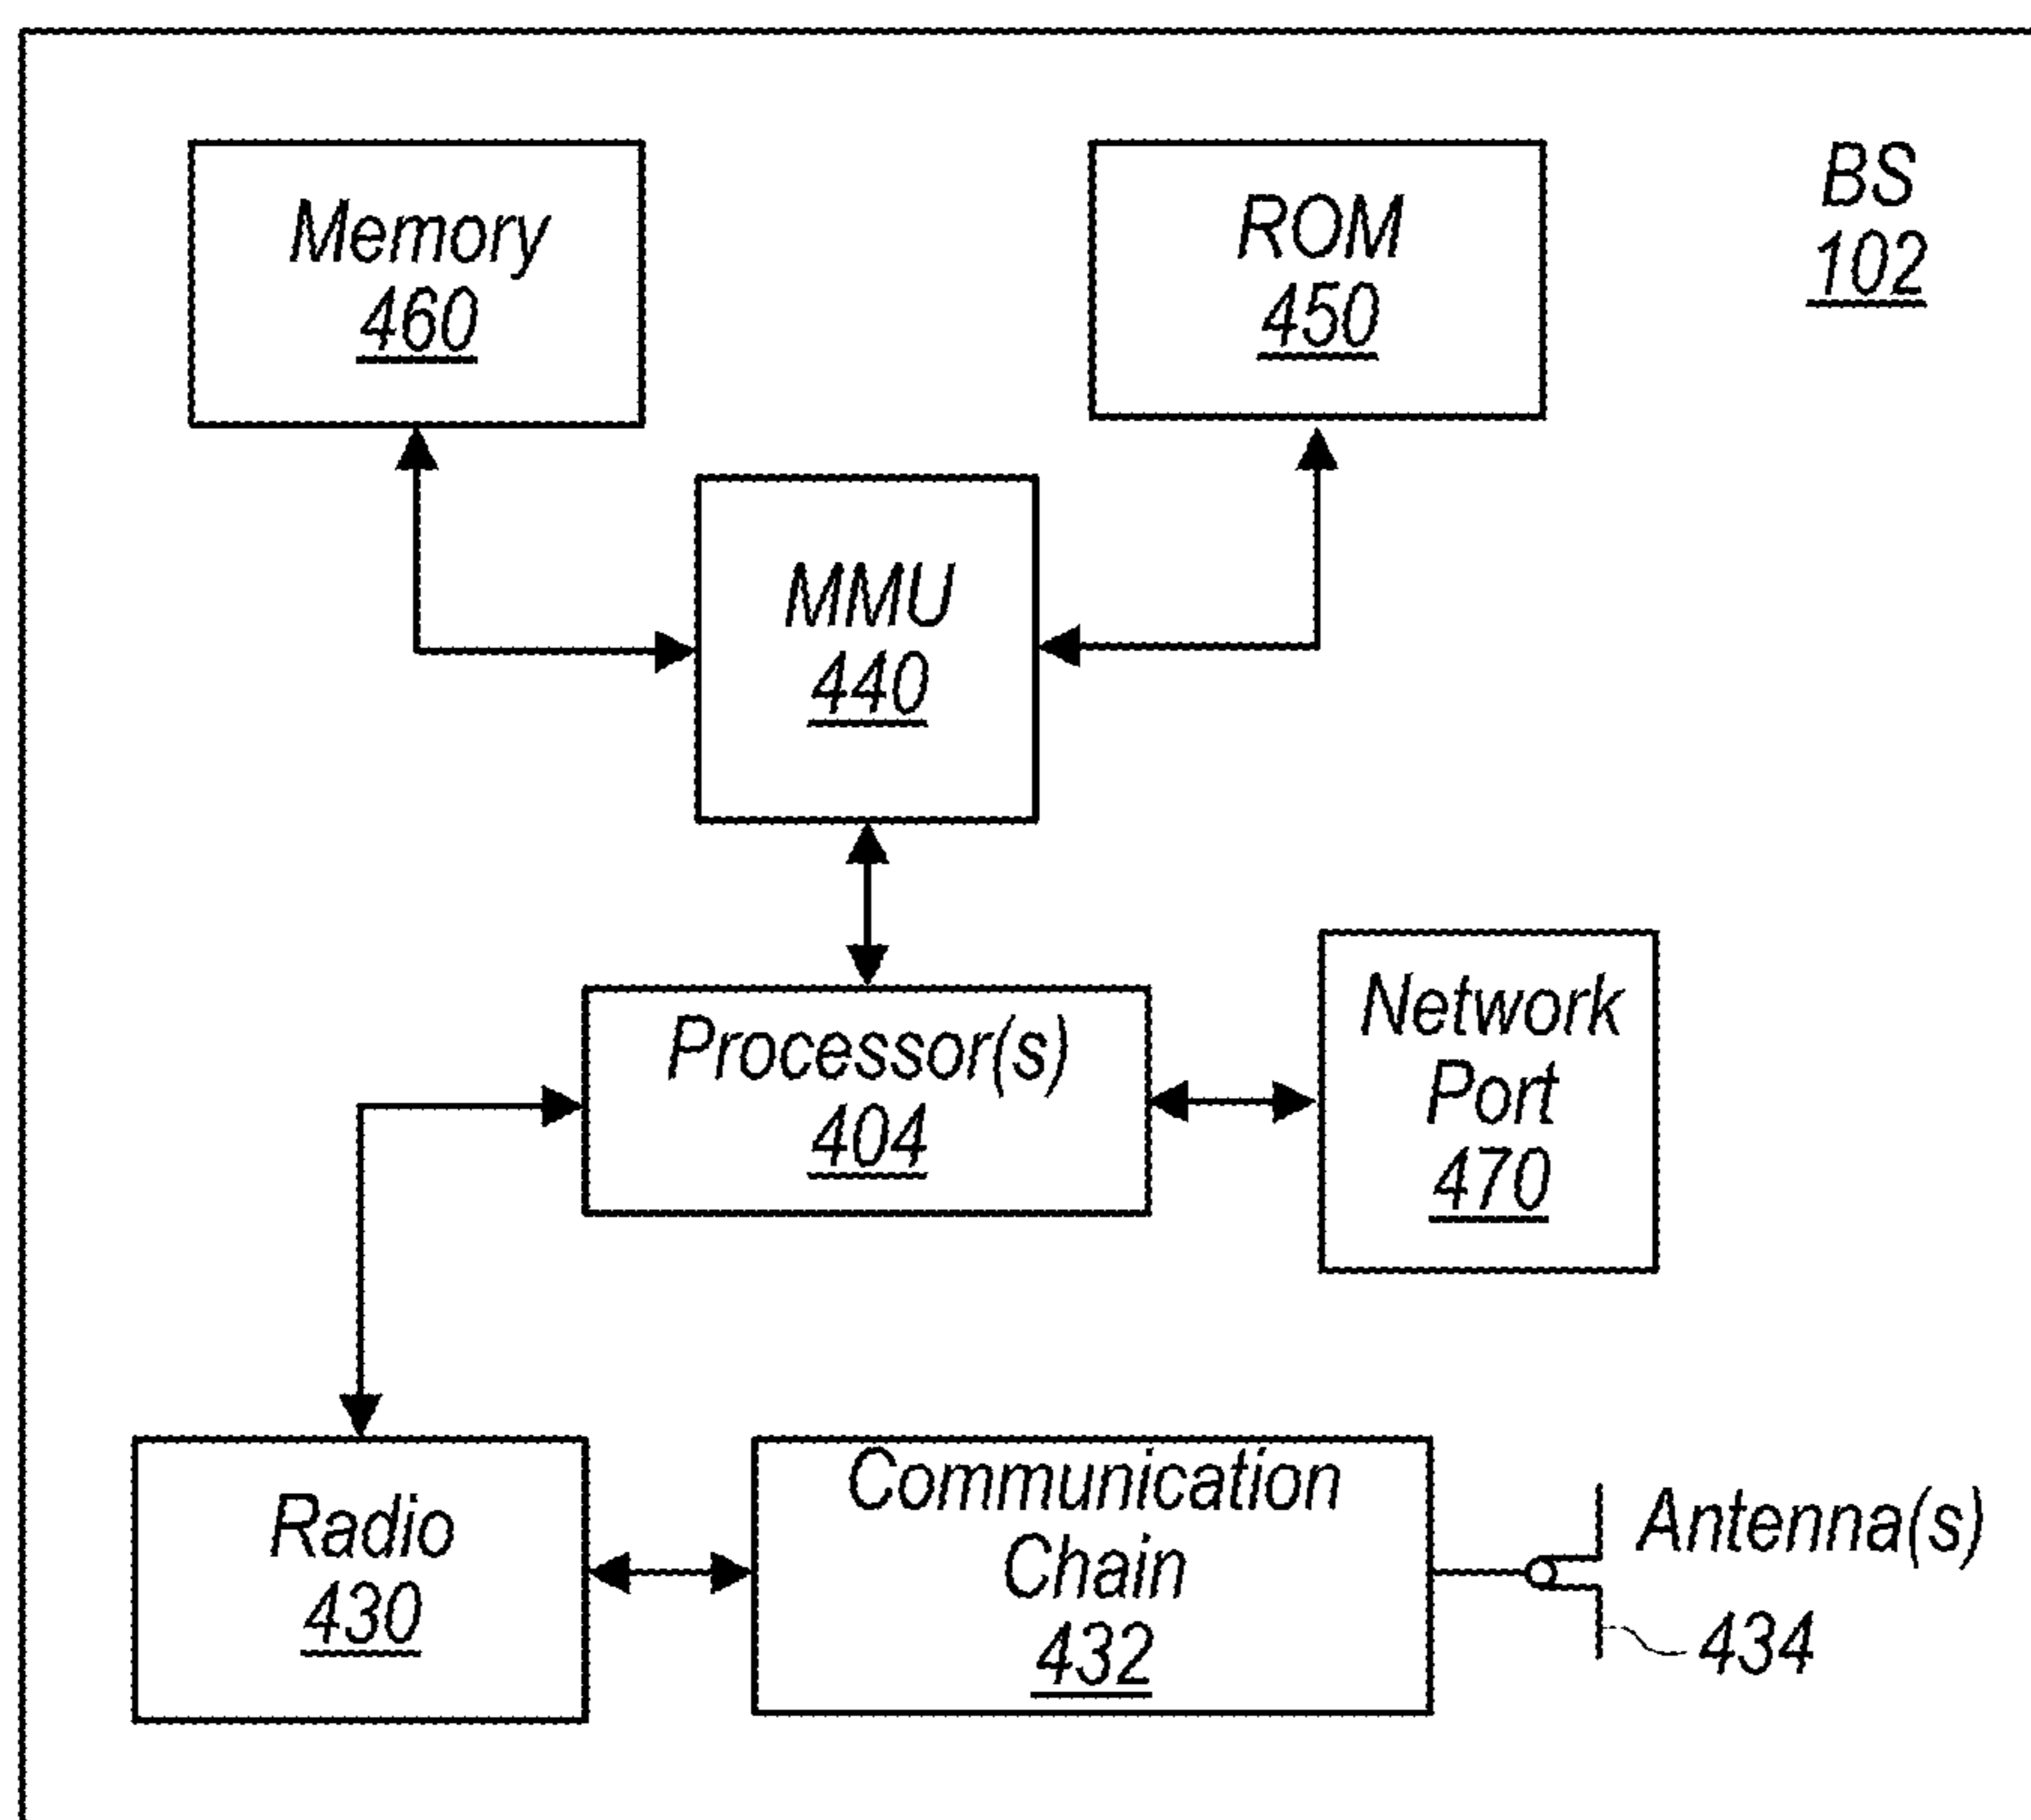 Memory
460
ROM
450
BS
102
MMU
440
Processor(s)
404
Network
Port
470
Radio
430
Communication
Chain
432
Antenna(s)
434